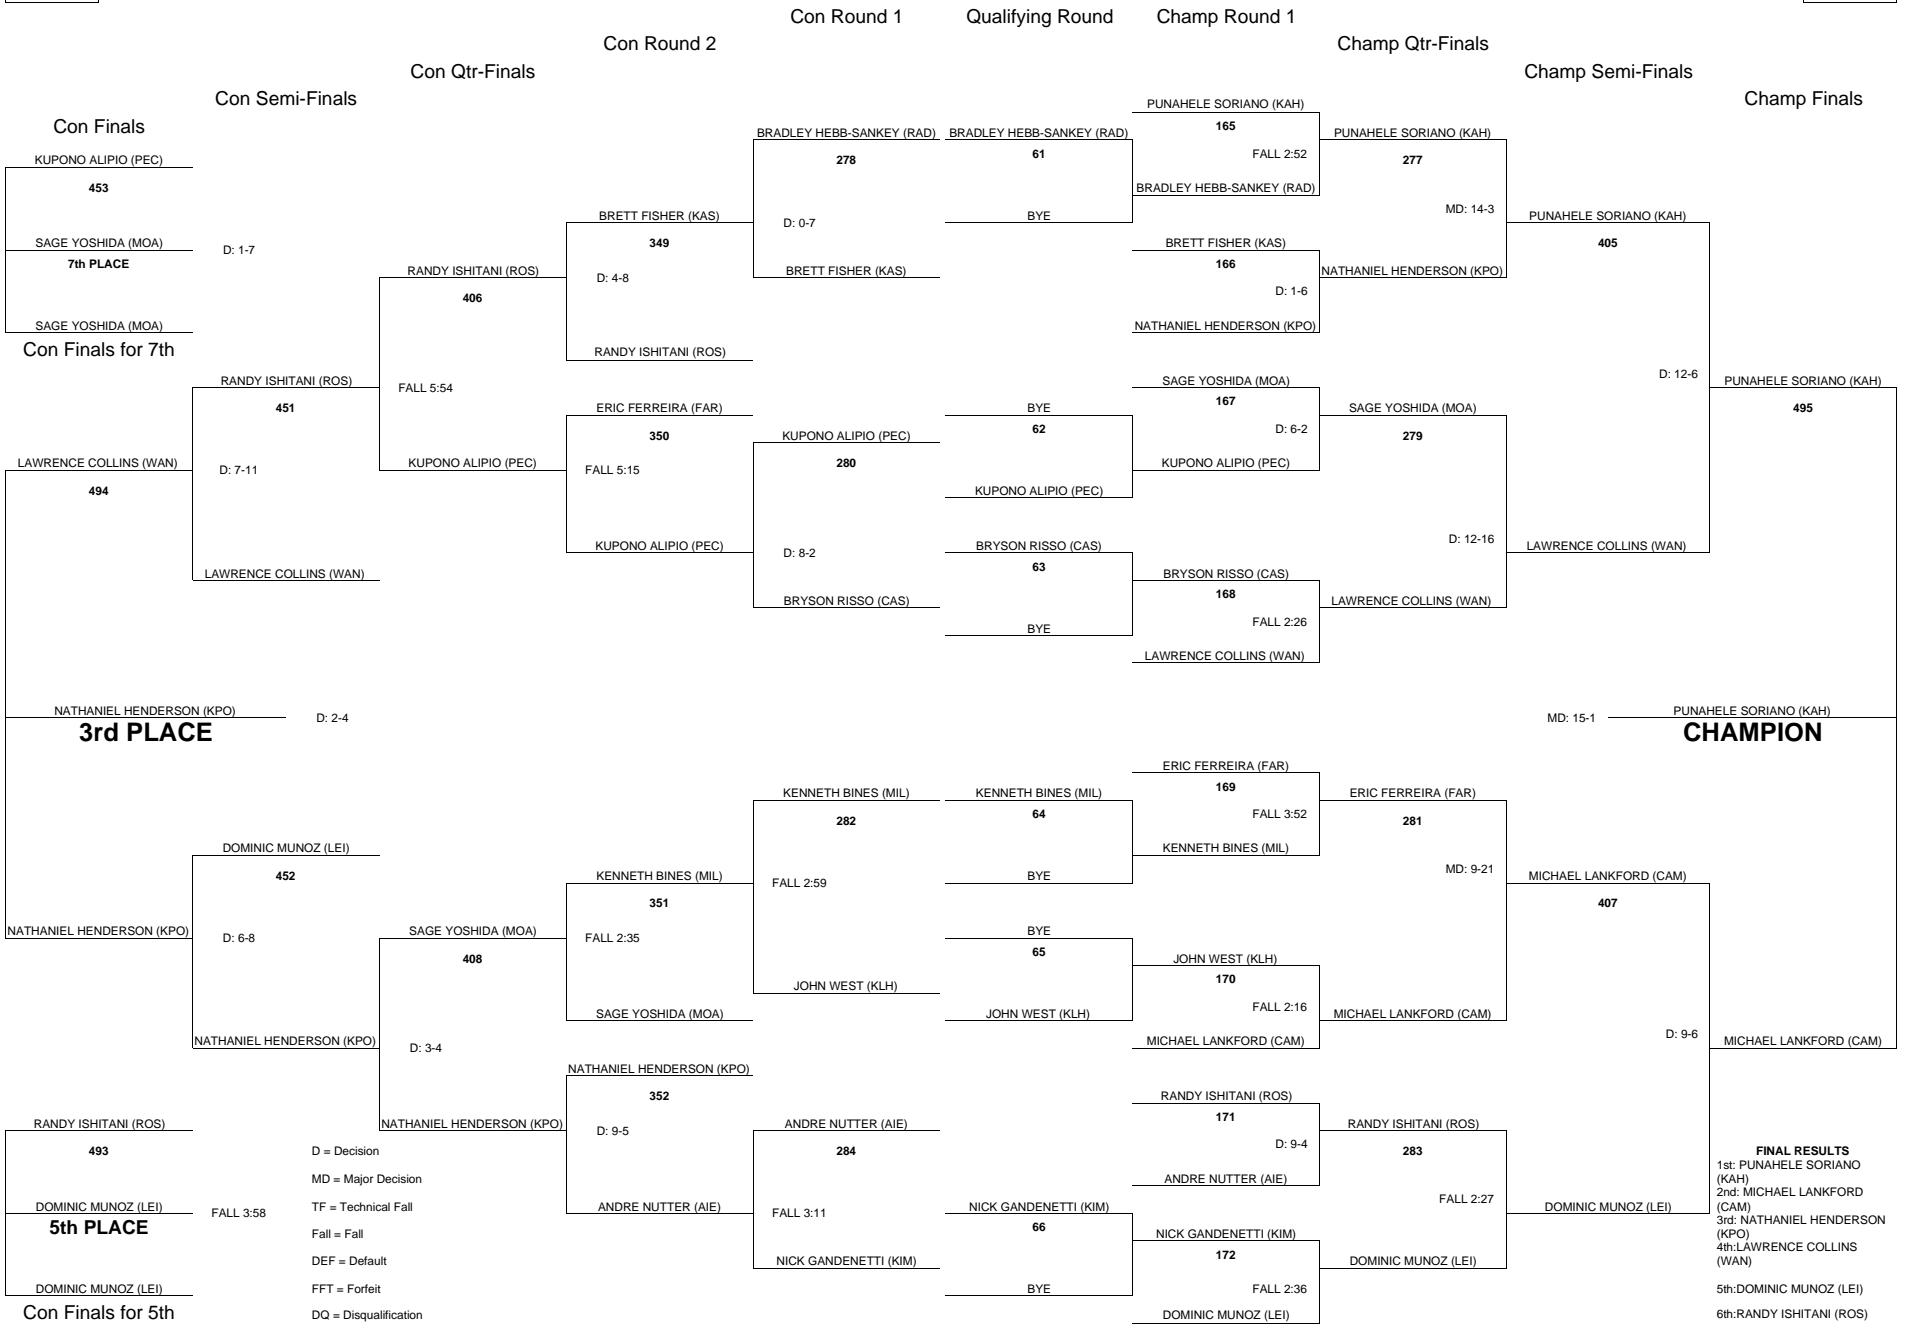 Con Round 1
Qualifying Round
Champ Round 1
Con Round 2
Champ Qtr-Finals
Con Qtr-Finals
Champ Semi-Finals
Con Semi-Finals
Champ Finals
Con Finals
KUPONO ALIPIO (PEC)
453
SAGE YOSHIDA (MOA)
7th PLACE
D: 1-7
SAGE YOSHIDA (MOA)
Con Finals for 7th
LAWRENCE COLLINS (WAN)
494
NATHANIEL HENDERSON (KPO)
3rd PLACE
D: 2-4
NATHANIEL HENDERSON (KPO)
RANDY ISHITANI (ROS)
493
DOMINIC MUNOZ (LEI)
5th PLACE
FALL 3:58
DOMINIC MUNOZ (LEI)
Con Finals for 5th
RANDY ISHITANI (ROS)
451
D: 7-11
LAWRENCE COLLINS (WAN)
DOMINIC MUNOZ (LEI)
452
D: 6-8
NATHANIEL HENDERSON (KPO)
D = Decision
MD = Major Decision
TF = Technical Fall
Fall = Fall
DEF = Default
FFT = Forfeit
DQ = Disqualification
RANDY ISHITANI (ROS)
406
FALL 5:54
KUPONO ALIPIO (PEC)
SAGE YOSHIDA (MOA)
408
D: 3-4
NATHANIEL HENDERSON (KPO)
BRETT FISHER (KAS)
349
D: 4-8
RANDY ISHITANI (ROS)
ERIC FERREIRA (FAR)
350
FALL 5:15
KUPONO ALIPIO (PEC)
KENNETH BINES (MIL)
351
FALL 2:35
SAGE YOSHIDA (MOA)
NATHANIEL HENDERSON (KPO)
352
D: 9-5
ANDRE NUTTER (AIE)
BRADLEY HEBB-SANKEY (RAD)
278
D: 0-7
BRETT FISHER (KAS)
KUPONO ALIPIO (PEC)
280
D: 8-2
BRYSON RISSO (CAS)
KENNETH BINES (MIL)
282
FALL 2:59
JOHN WEST (KLH)
ANDRE NUTTER (AIE)
284
FALL 3:11
NICK GANDENETTI (KIM)
BRADLEY HEBB-SANKEY (RAD)
61
BYE
BYE
62
KUPONO ALIPIO (PEC)
BRYSON RISSO (CAS)
63
BYE
KENNETH BINES (MIL)
64
BYE
BYE
65
JOHN WEST (KLH)
NICK GANDENETTI (KIM)
66
BYE
PUNAHELE SORIANO (KAH)
165
FALL 2:52
BRADLEY HEBB-SANKEY (RAD)
BRETT FISHER (KAS)
166
D: 1-6
NATHANIEL HENDERSON (KPO)
SAGE YOSHIDA (MOA)
167
D: 6-2
KUPONO ALIPIO (PEC)
BRYSON RISSO (CAS)
168
FALL 2:26
LAWRENCE COLLINS (WAN)
ERIC FERREIRA (FAR)
169
FALL 3:52
KENNETH BINES (MIL)
JOHN WEST (KLH)
170
FALL 2:16
MICHAEL LANKFORD (CAM)
RANDY ISHITANI (ROS)
171
D: 9-4
ANDRE NUTTER (AIE)
NICK GANDENETTI (KIM)
172
FALL 2:36
DOMINIC MUNOZ (LEI)
PUNAHELE SORIANO (KAH)
277
MD: 14-3
NATHANIEL HENDERSON (KPO)
SAGE YOSHIDA (MOA)
279
D: 12-16
LAWRENCE COLLINS (WAN)
ERIC FERREIRA (FAR)
281
MD: 9-21
MICHAEL LANKFORD (CAM)
RANDY ISHITANI (ROS)
283
FALL 2:27
DOMINIC MUNOZ (LEI)
PUNAHELE SORIANO (KAH)
405
D: 12-6
LAWRENCE COLLINS (WAN)
MICHAEL LANKFORD (CAM)
407
D: 9-6
DOMINIC MUNOZ (LEI)
PUNAHELE SORIANO (KAH)
495
MD: 15-1
PUNAHELE SORIANO (KAH)
CHAMPION
MICHAEL LANKFORD (CAM)
FINAL RESULTS
1st: PUNAHELE SORIANO
(KAH)
2nd: MICHAEL LANKFORD
(CAM)
3rd: NATHANIEL HENDERSON
(KPO)
4th:LAWRENCE COLLINS
(WAN)
5th:DOMINIC MUNOZ (LEI)
6th:RANDY ISHITANI (ROS)